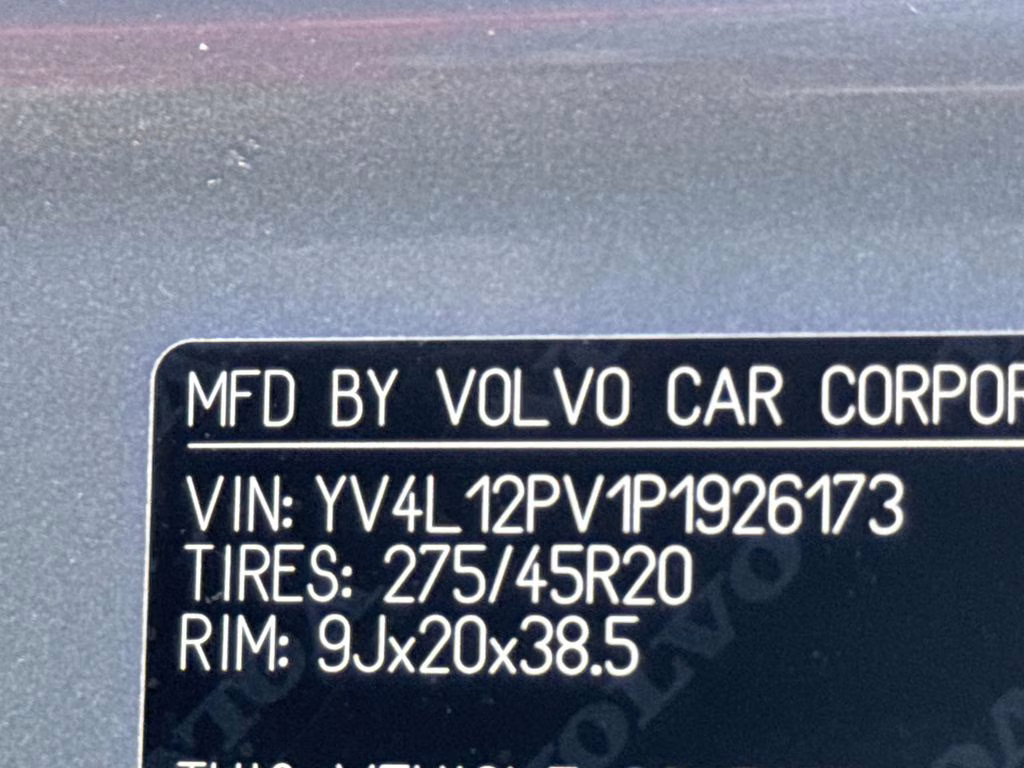 MFD BY VOLVO CAR CORPOR
VIN: YV4L12PV1P1926173
TIRES: 275/45R20
RIM: 9Jx20x38.5